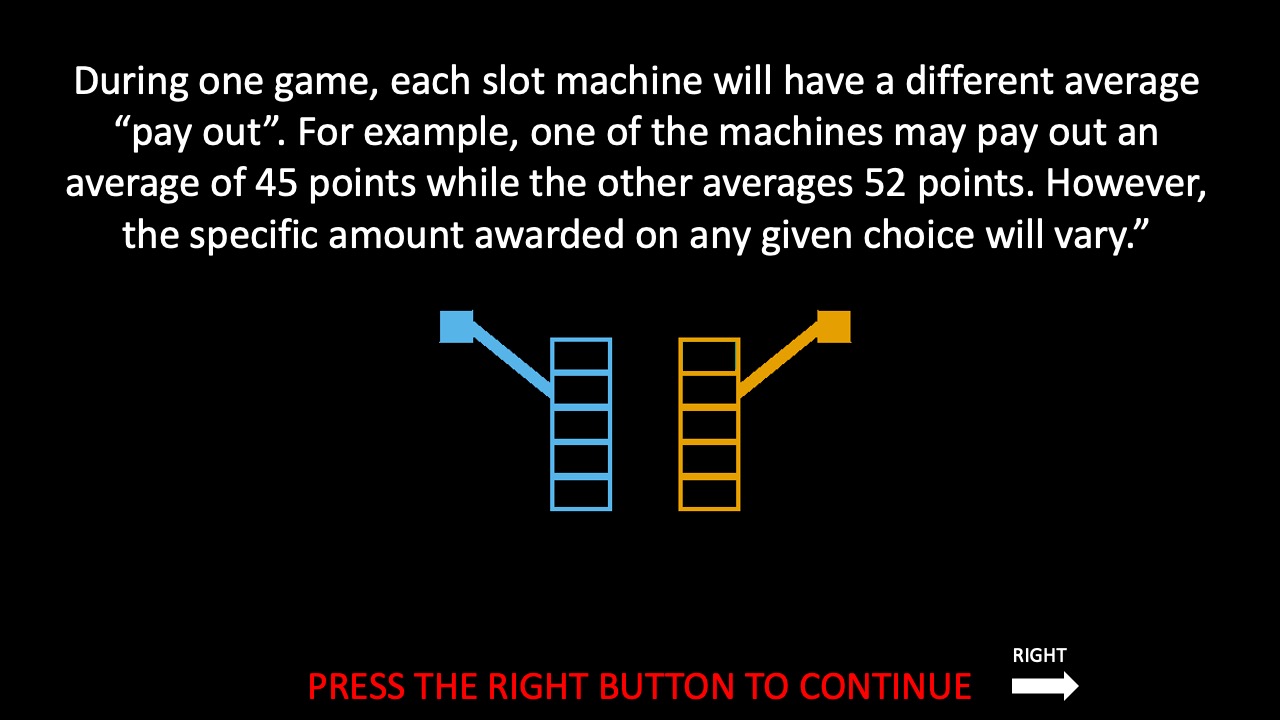 During one game, each slot machine will have a different average
“pay out”. For example, one of the machines may pay out an
average of 45 points while the other averages 52 points. However,
the specific amount awarded on any given choice will vary.”
RIGHT
PRESS THE RIGHT BUTTON TO CONTINUE